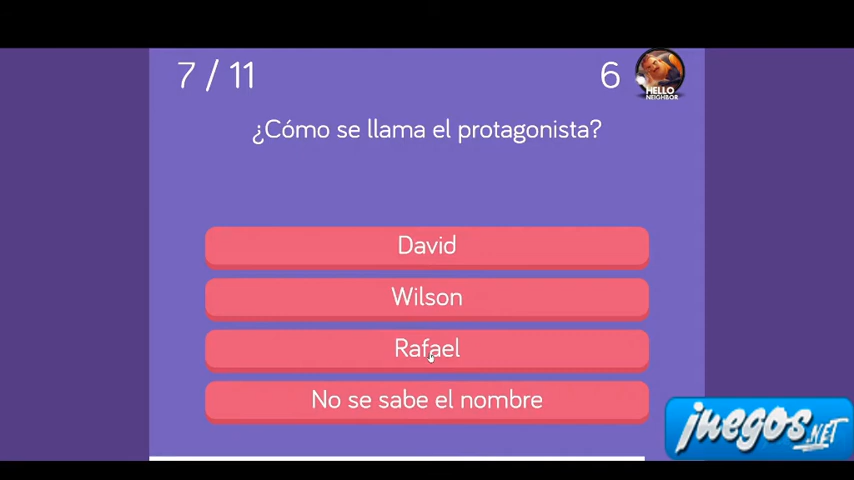 7 / 11
6
HELLO
NEIGHBOR
¿Cómo se llama el protagonista?
David
Wilson
Rafael
No se sabe el nombre
juegos.NET